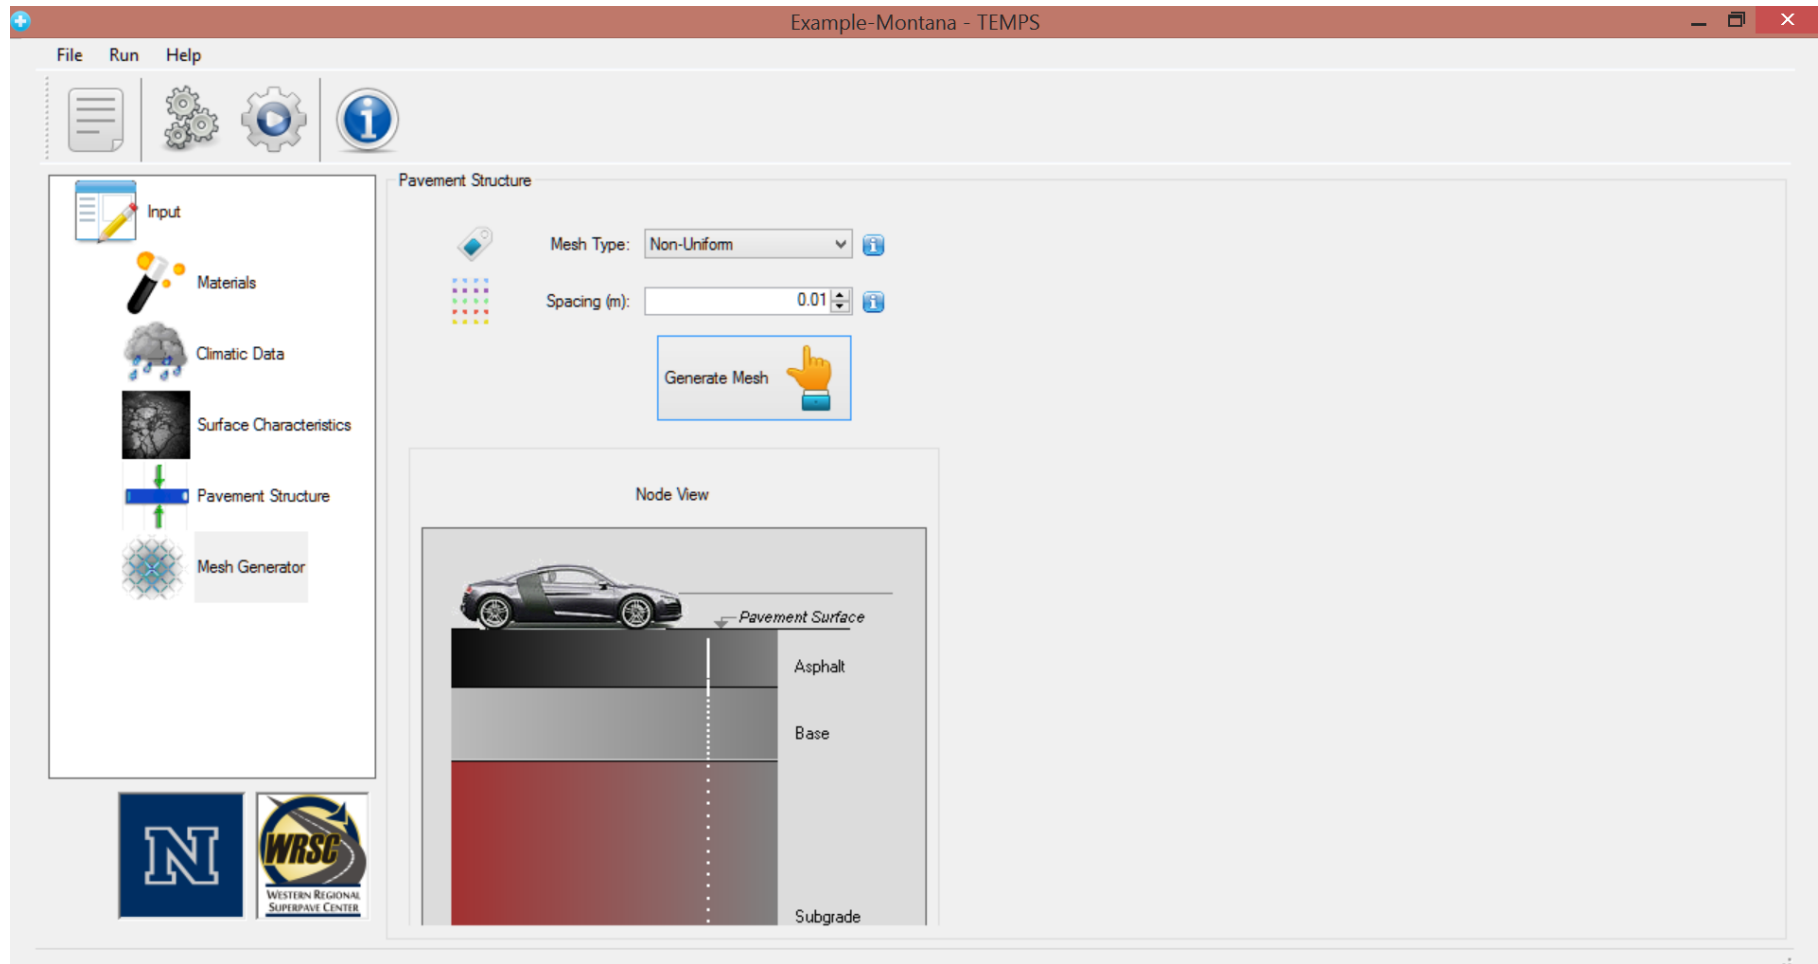 Example-Montana - TEMPS
File Run Help
Input
Materials
Climatic Data
Surface Characteristics
Pavement Structure
Mesh Generator
N
WRSC
WESTERN REGIONAL
SUPERPAVE CENTER
Pavement Structure
Mesh Type: Non-Uniform
Spacing (m): 0.01
Generate Mesh
Node View
Pavement Surface
Asphalt
Base
Subgrade